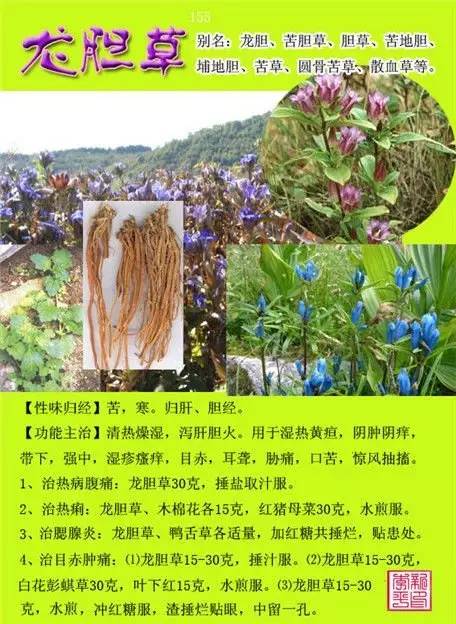 155
龙胆草
别名：龙胆、苦胆草、胆草、苦地胆、
埔地胆、苦草、圆骨苦草、散血草等。
【性味归经】苦，寒。归肝、胆经。
【功能主治】清热燥湿，泻肝胆火。用于湿热黄疸，阴肿阴痒，
带下，强中，湿疹瘙痒，目赤，耳聋，胁痛，口苦，惊风抽搐。
1、治热病腹痛：龙胆草30克，捶盐取汁服。
2、治热痢：龙胆草、木棉花各15克，红猪母菜30克，水煎服。
3、治腮腺炎：龙胆草、鸭舌草各适量，加红糖共捶烂，贴患处。
4、治目赤肿痛：⑴龙胆草15-30克，捶汁服。⑵龙胆草15-30克，
白花彭蜞草30克，叶下红15克，水煎服。⑶龙胆草15-30
克，水煎，冲红糖服，渣捶烂贴眼，中留一孔。